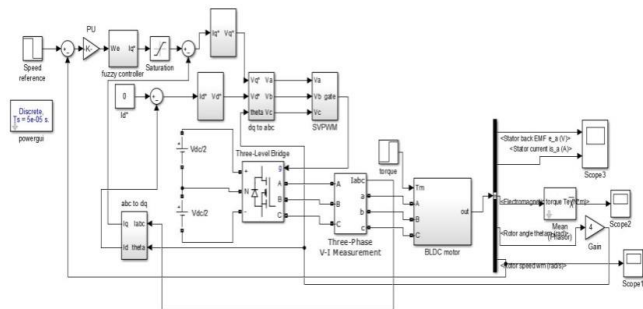 PU
Speed
reference
-K-
We
Iq*
fuzzy controller
Saturation
Iq*
Vq*
Discrete,
Ts = 5e-05 s.
powergui
0
Id*
Id*
Vd*
Vq*
Va
Vd*
Vb
theta
Vc
dq to abc
Va
Vb
gate
Vc
SVPWM
Vdc/2
Three-Level Bridge
g
+
N
-
A
B
C
Vdc/2
torque
Iabc
A
a
B
b
C
c
Three-Phase
V-I Measurement
Tm
A
B
C
out
BLDC motor
abc to dq
Iq
Iabc
Id
theta
<Stator back EMF e_a (V)>
<Stator current is_a (A)>
Scope3
Mean
(Phasor)
4
Gain
Scope2
<Rotor angle thetam (rad)>
<Rotor speed wm (rad/s)>
Scope1